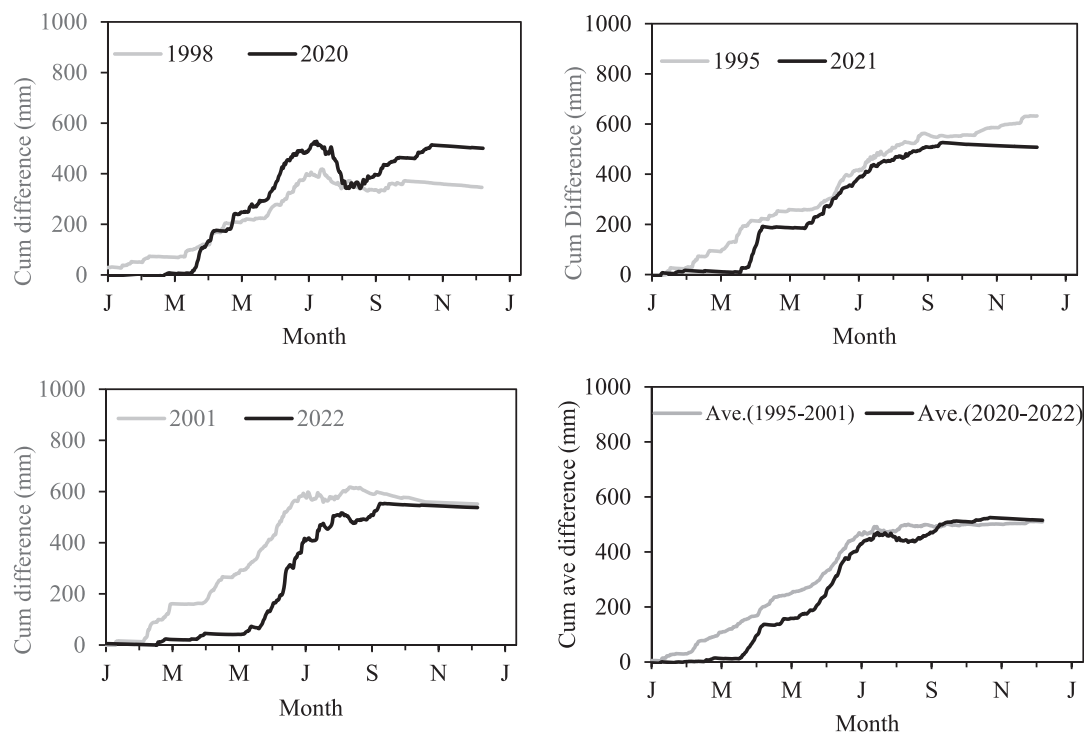 Cum difference (mm)
1000
800
600
400
200
0
1998 2020
J M M J S N J
Month
Cum Difference (mm)
1000
800
600
400
200
0
1995 2021
J M M J S N J
Month
Cum difference (mm)
1000
800
600
400
200
0
2001 2022
J M M J S N J
Month
Cum ave difference (mm)
1000
800
600
400
200
0
Ave.(1995-2001) Ave.(2020-2022)
J M M J S N J
Month